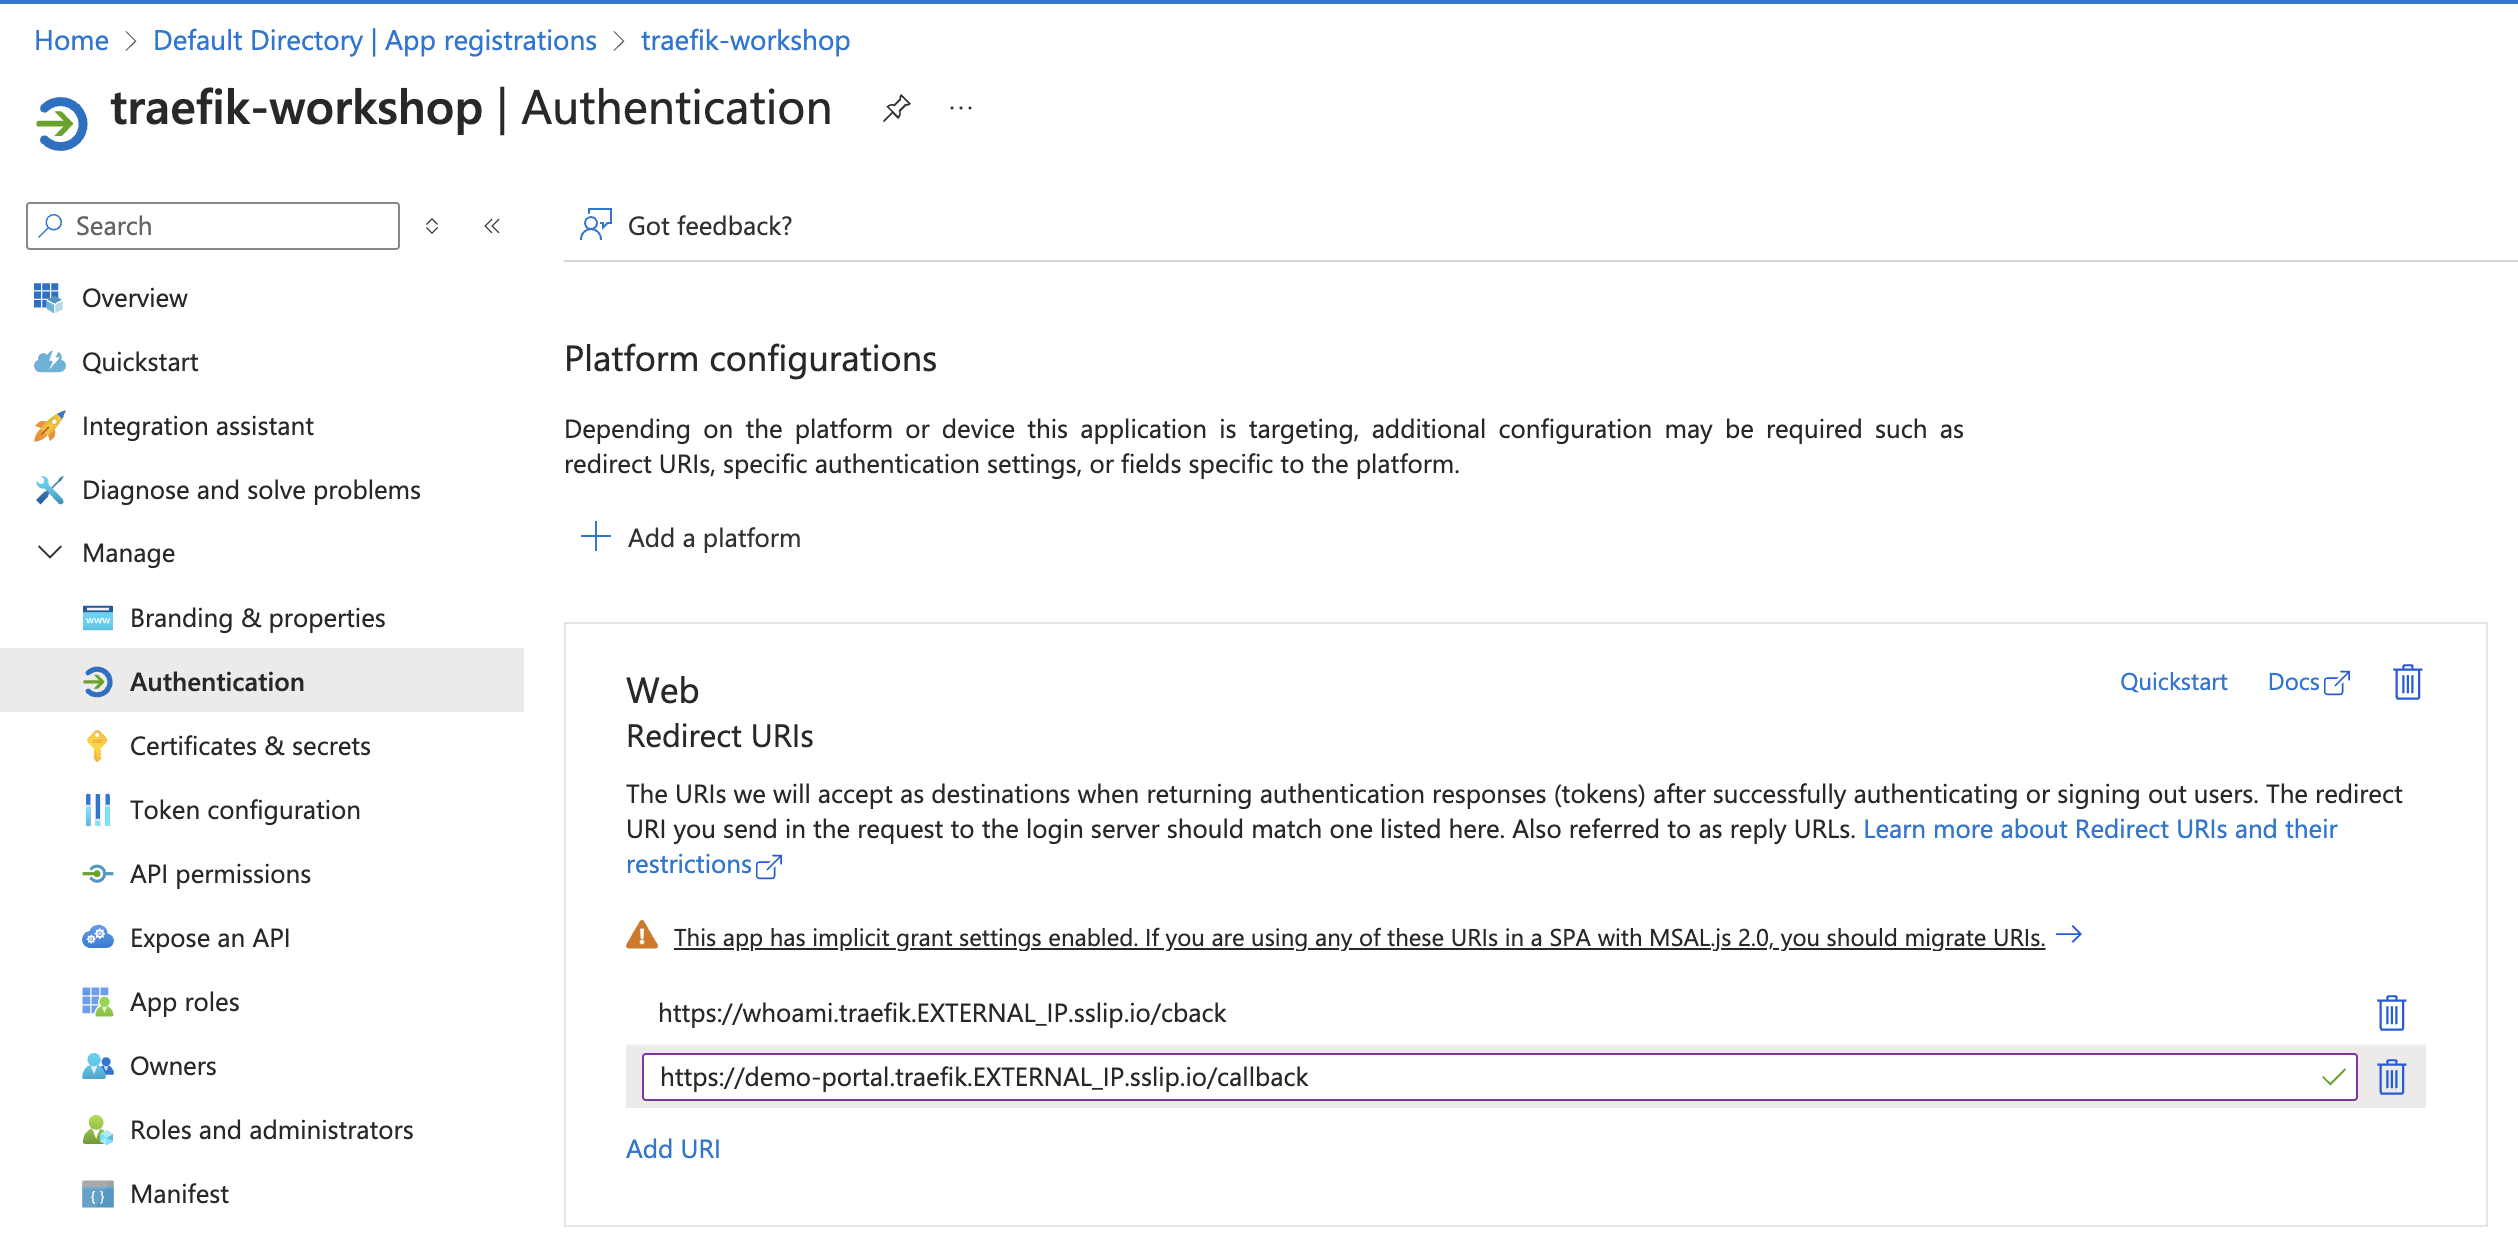 Home > Default Directory | App registrations > traefik-workshop
traefik-workshop | Authentication
Search
Got feedback?
Overview
Quickstart
Integration assistant
Diagnose and solve problems
Manage
Branding & properties
Authentication
Certificates & secrets
Token configuration
API permissions
Expose an API
App roles
Owners
Roles and administrators
Manifest
Platform configurations
Depending on the platform or device this application is targeting, additional configuration may be required such as
redirect URIs, specific authentication settings, or fields specific to the platform.
Add a platform
Web
Quickstart
Docs
Redirect URIs
The URIs we will accept as destinations when returning authentication responses (tokens) after successfully authenticating or signing out users. The redirect
URI you send in the request to the login server should match one listed here. Also referred to as reply URLs. Learn more about Redirect URIs and their
restrictions
This app has implicit grant settings enabled. If you are using any of these URIs in a SPA with MSAL.js 2.0, you should migrate URIs.
https://whoami.traefik.EXTERNAL_IP.sslip.io/cback
https://demo-portal.traefik.EXTERNAL_IP.sslip.io/callback
Add URI